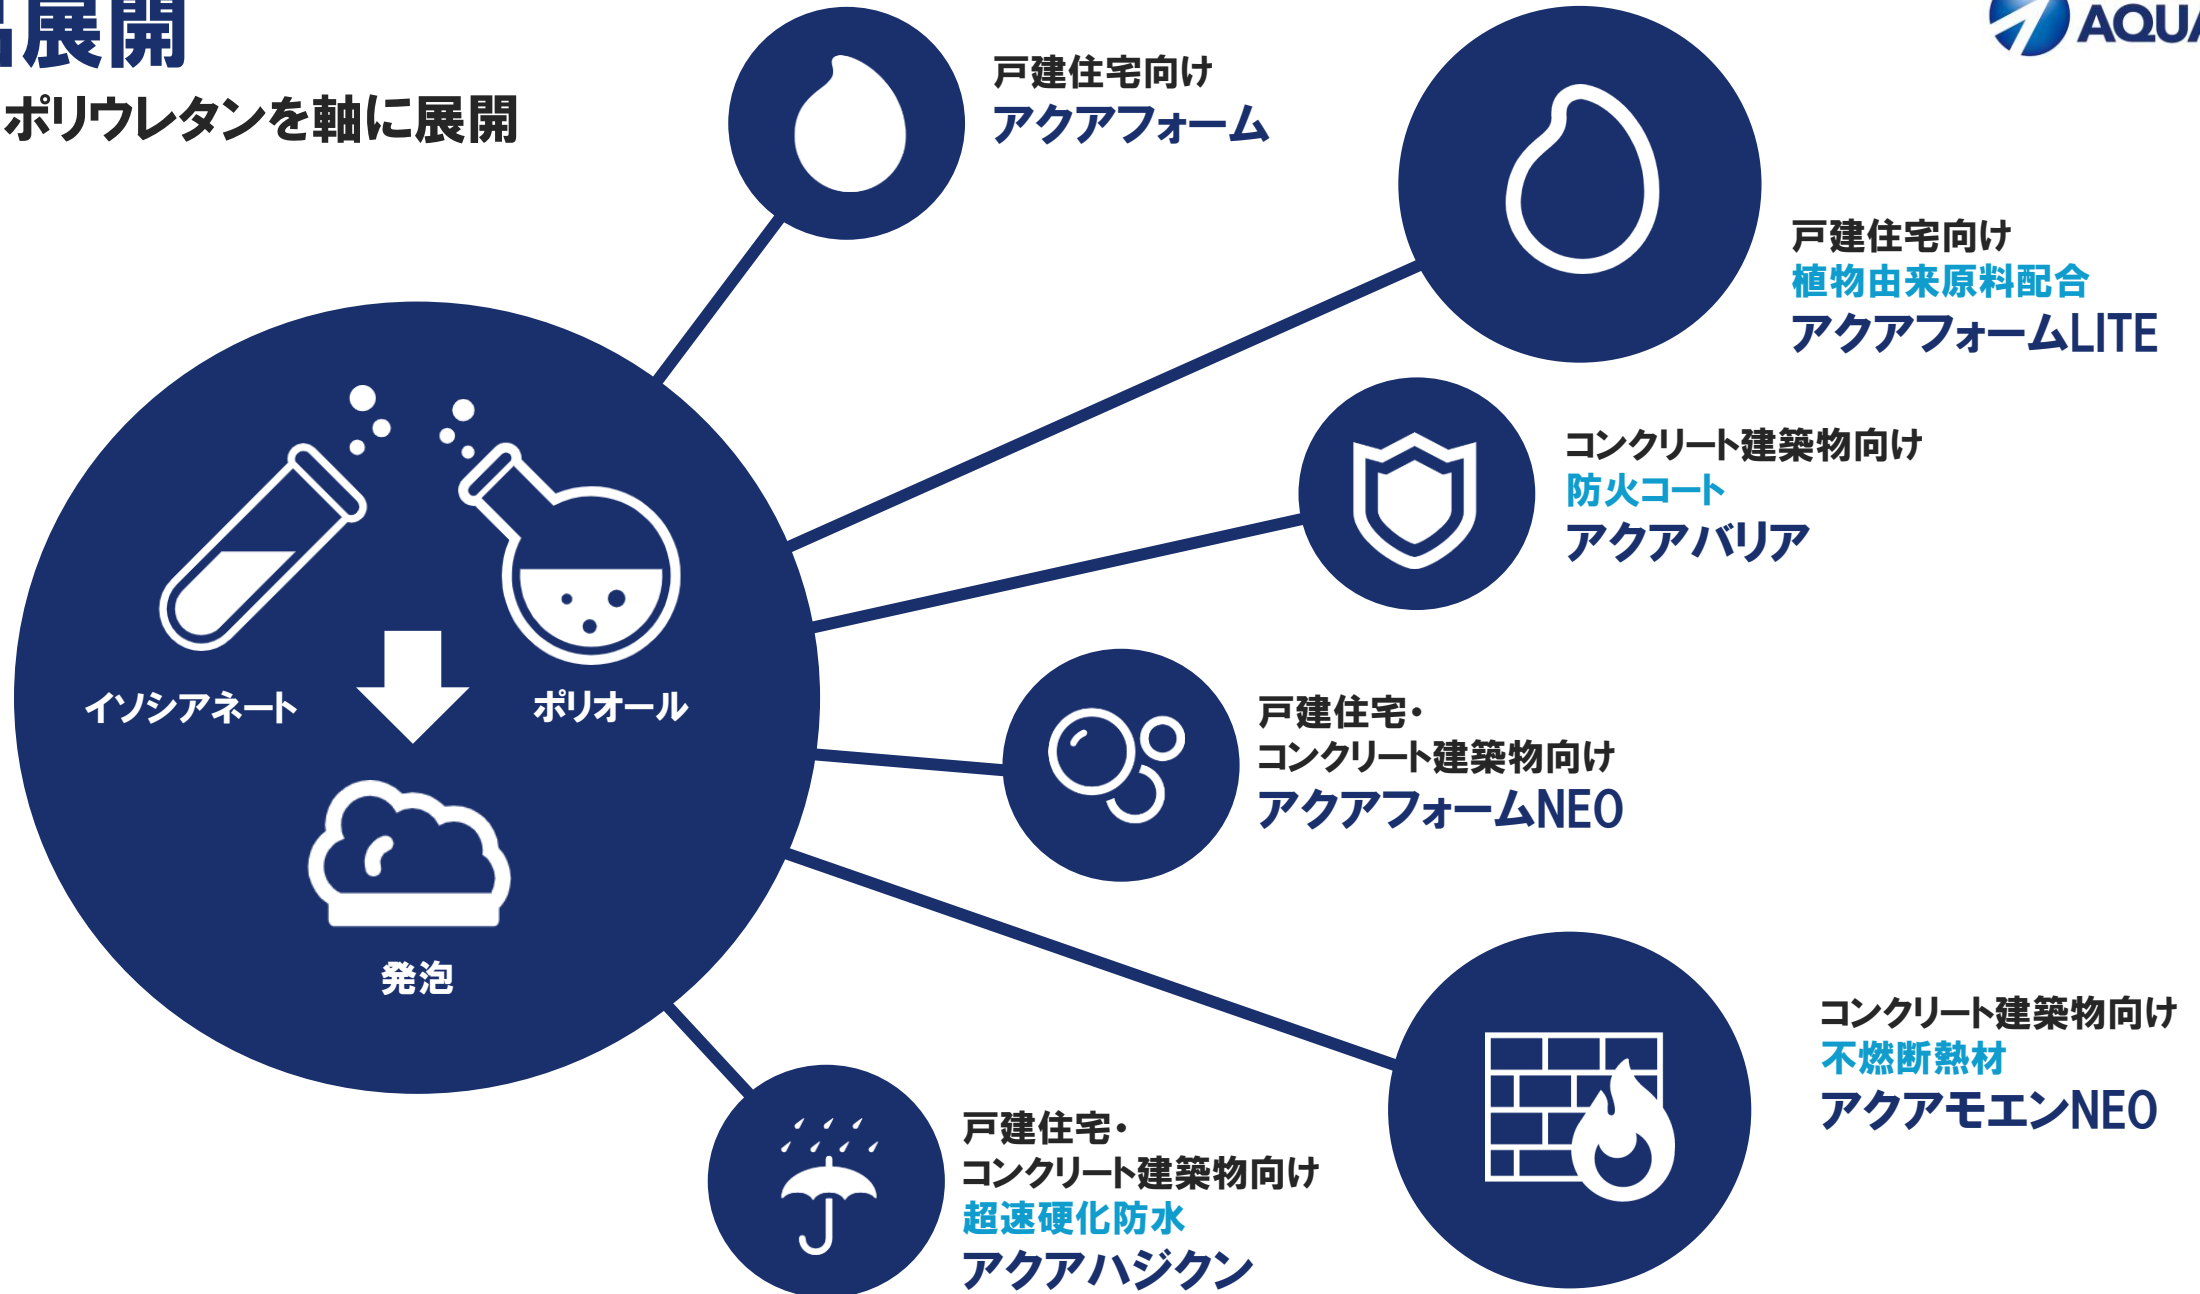 展開
ポリウレタンを軸に展開
AQUA
戸建住宅向け
アクアフォーム
戸建住宅向け
植物由来原料配合
アクアフォームLITE
コンクリート建築物向け
防火コート
アクアバリア
イソシアネート
ポリオール
発泡
戸建住宅・
コンクリート建築物向け
アクアフォームNEO
コンクリート建築物向け
不燃断熱材
アクアモエンNEO
戸建住宅・
コンクリート建築物向け
超速硬化防水
アクアハジクン